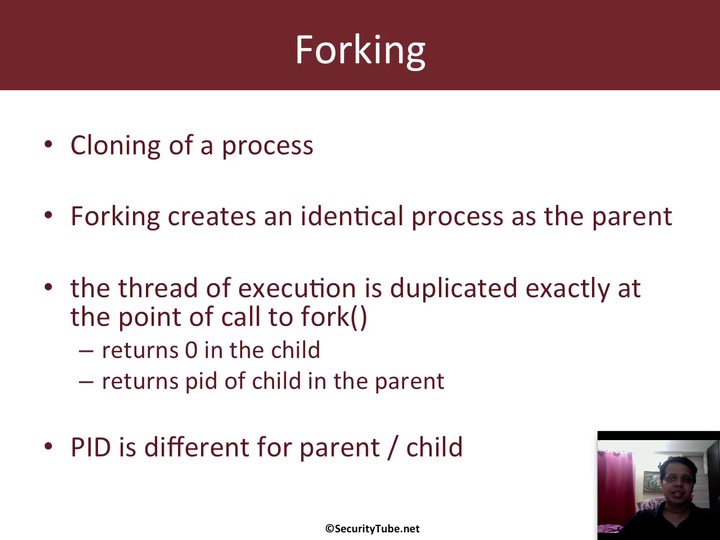 Forking
• Cloning of a process
• Forking creates an identical process as the parent
• the thread of execution is duplicated exactly at
the point of call to fork()
– returns 0 in the child
– returns pid of child in the parent
• PID is different for parent / child
©SecurityTube.net